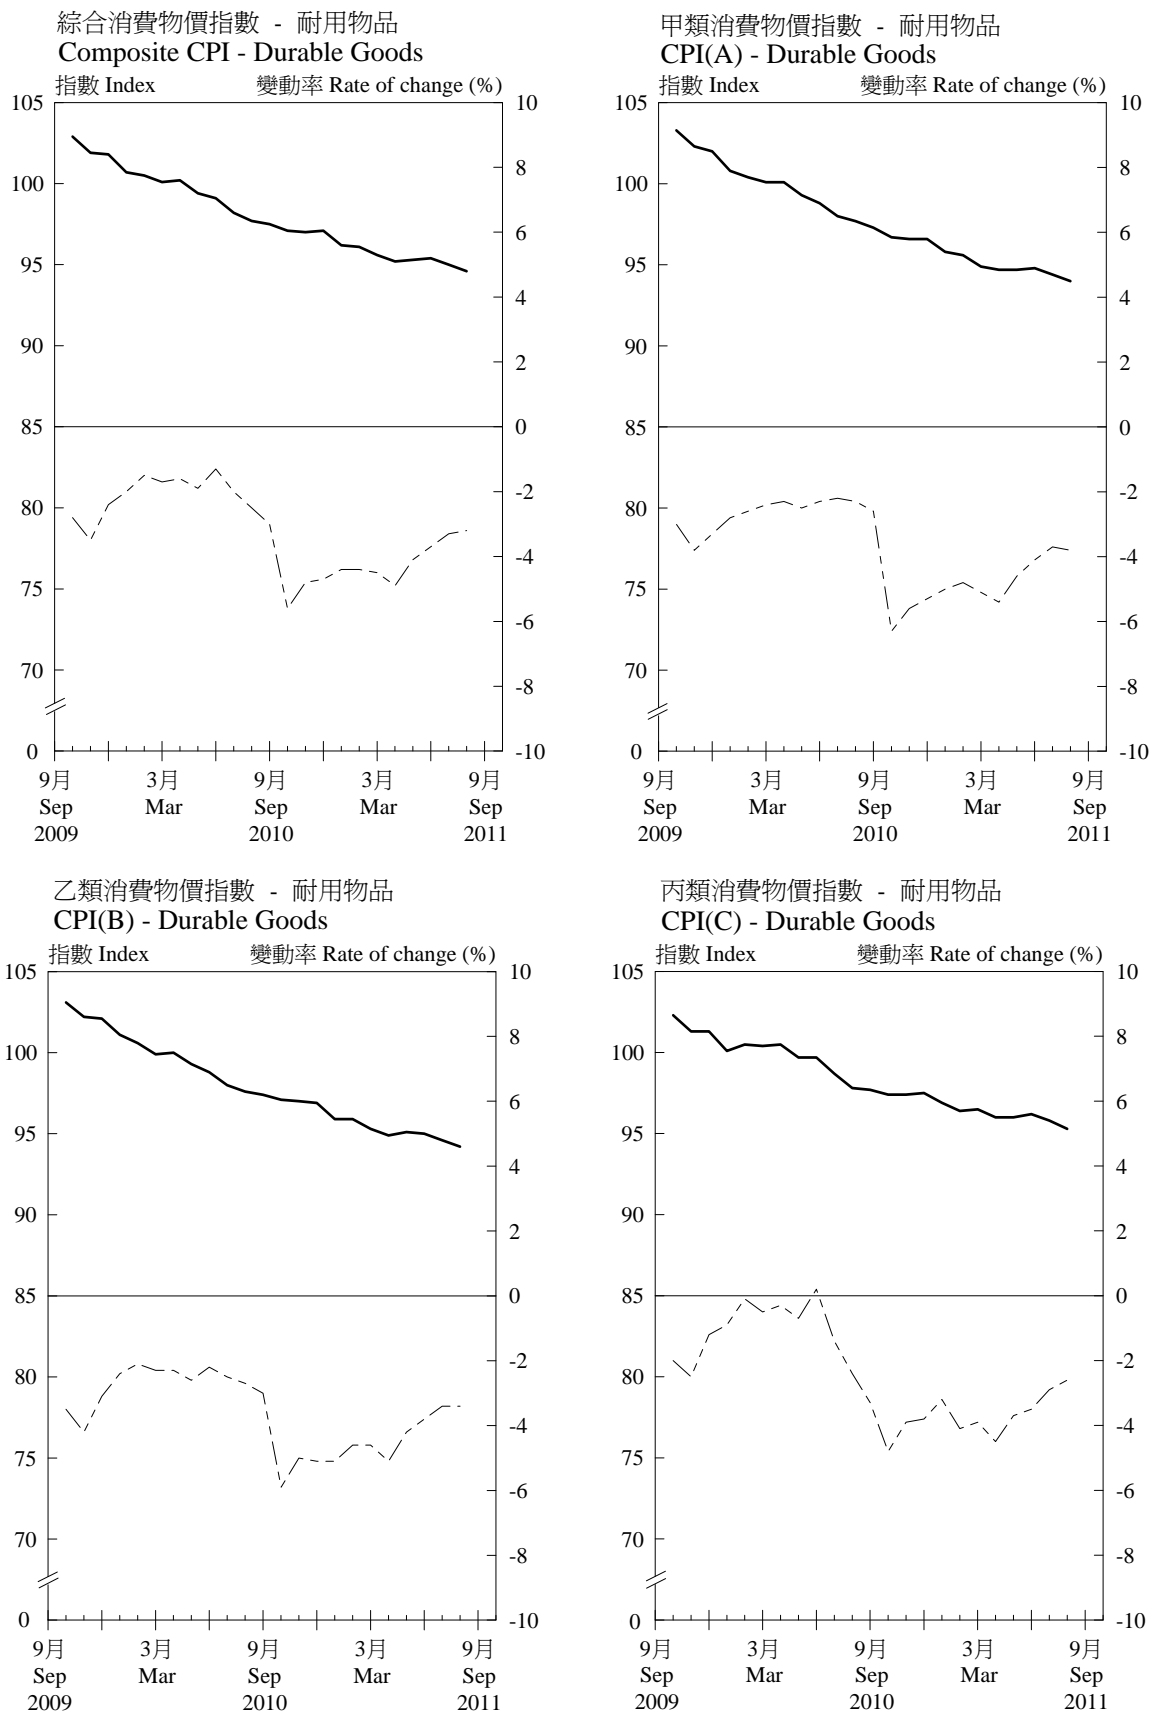 綜合消費物價指數 - 耐用物品
Composite CPI - Durable Goods
指數 Index 變動率 Rate of change (%)
105 10
8
100
6
95
4
90
2
85 0
80 -2
-4
75
-6
70
-8
0 -10
9月 3月 9月 3月 9月
Sep Mar Sep Mar Sep
2009 2010 2011
甲類消費物價指數 - 耐用物品
CPI(A) - Durable Goods
指數 Index 變動率 Rate of change (%)
105 10
8
100
6
95
4
90
2
85 0
80 -2
-4
75
-6
70
-8
0 -10
9月 3月 9月 3月 9月
Sep Mar Sep Mar Sep
2009 2010 2011
乙類消費物價指數 - 耐用物品
CPI(B) - Durable Goods
指數 Index 變動率 Rate of change (%)
105 10
8
100
6
95
4
90
2
85 0
80 -2
-4
75
-6
70
-8
0 -10
9月 3月 9月 3月 9月
Sep Mar Sep Mar Sep
2009 2010 2011
丙類消費物價指數 - 耐用物品
CPI(C) - Durable Goods
指數 Index 變動率 Rate of change (%)
105 10
8
100
6
95
4
90
2
85 0
80 -2
-4
75
-6
70
-8
0 -10
9月 3月 9月 3月 9月
Sep Mar Sep Mar Sep
2009 2010 2011